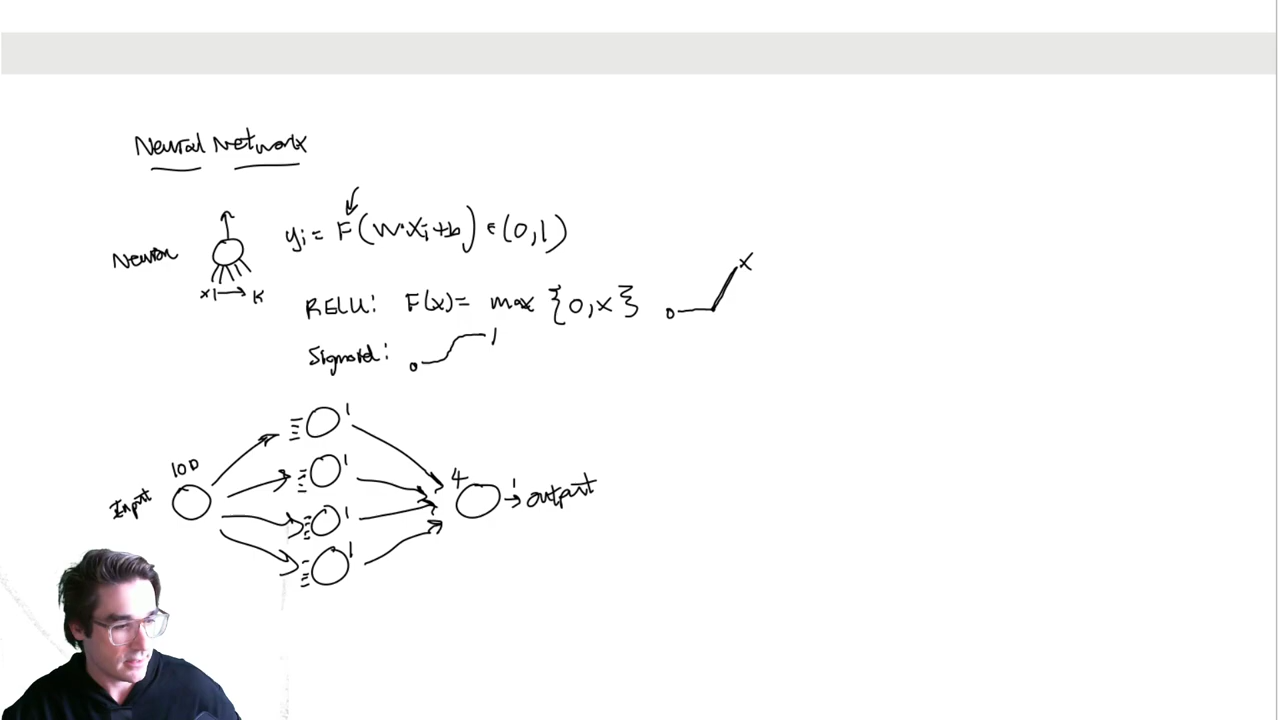 Neural Network
Neuron
x1 → K
yi = F(W·Xi+b) ∈ (0,1)
RELU: F(x)= max {0,x}
0
x
Sigmoid:
0
1
Input
100
1
1
1
1
4
1
→ output